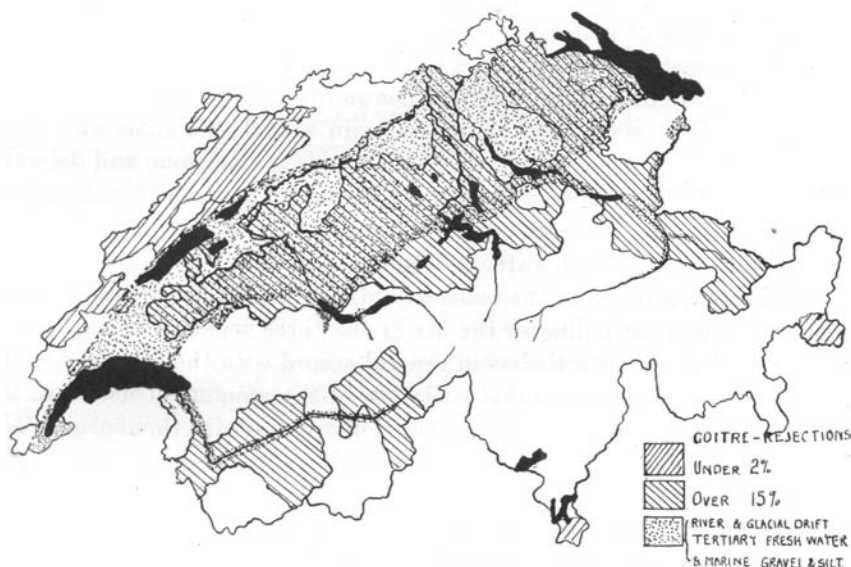 GOITRE-REJECTIONS
UNDER 2%
OVER 15%
RIVER & GLACIAL DRIFT
TERTIARY FRESH WATER
& MARINE GRAVEL & SILT